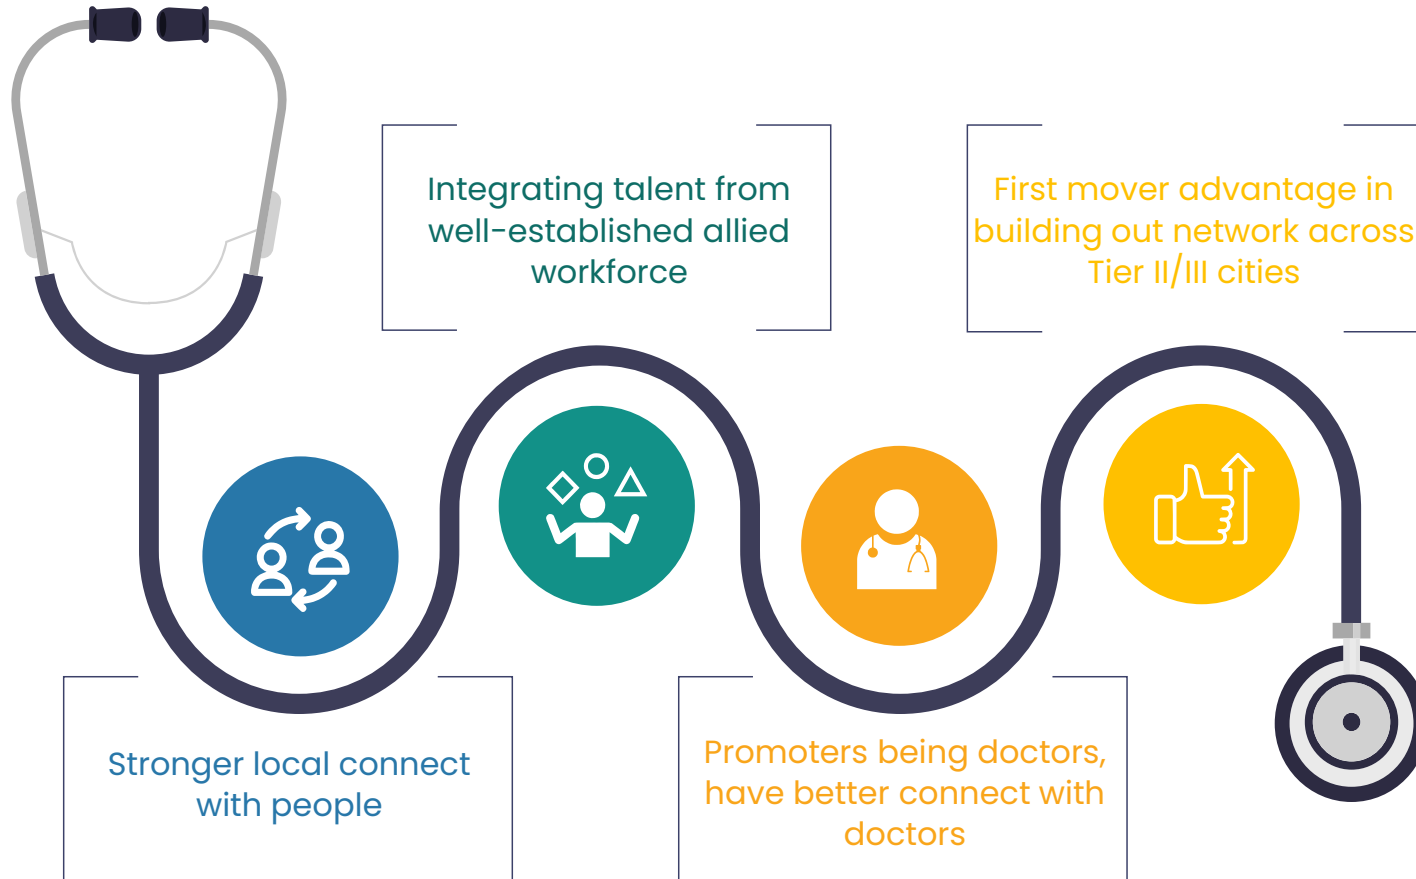 Integrating talent from
well-established allied
workforce
First mover advantage in
building out network across
Tier II/III cities
Stronger local connect
with people
Promoters being doctors,
have better connect with
doctors